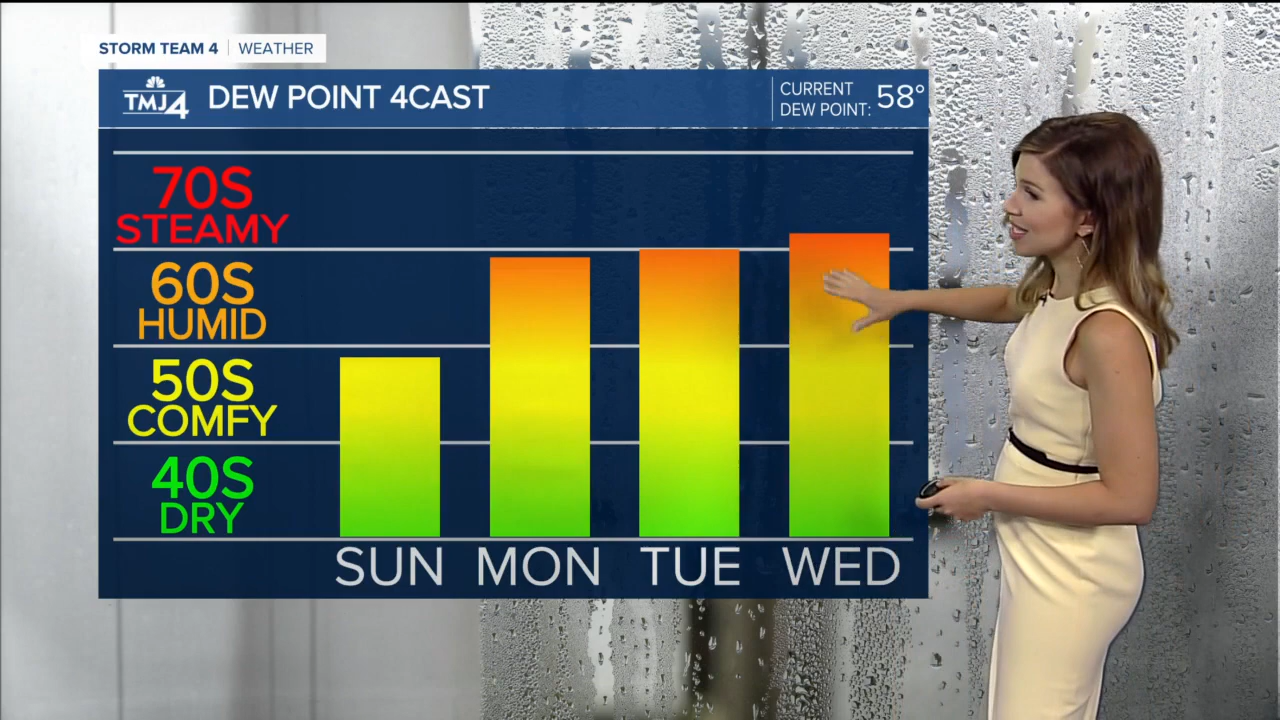 STORM TEAM 4 | WEATHER
TMJ4 DEW POINT 4CAST
CURRENT
DEW POINT: 58°
70S
STEAMY
60S
HUMID
50S
COMFY
40S
DRY
SUN MON TUE WED